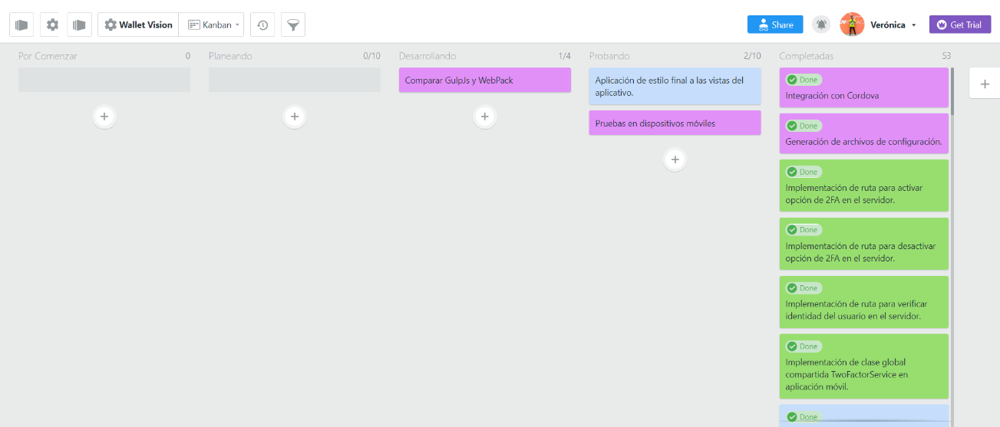 Wallet Vision
Kanban
Share
Verónica
Get Trial
Por Comenzar 0
Planeando 0/10
Desarrollando 1/4
Comparar GulpJs y WebPack
Probando 2/10
Aplicación de estilo final a las vistas del
aplicativo.
Pruebas en dispositivos móviles
Completadas 53
Done
Integración con Cordova
Done
Generación de archivos de configuración.
Done
Implementación de ruta para activar
opción de 2FA en el servidor.
Done
Implementación de ruta para desactivar
opción de 2FA en el servidor.
Done
Implementación de ruta para verificar
identidad del usuario en el servidor.
Done
Implementación de clase global
compartida TwoFactorService en
aplicación móvil.
Done